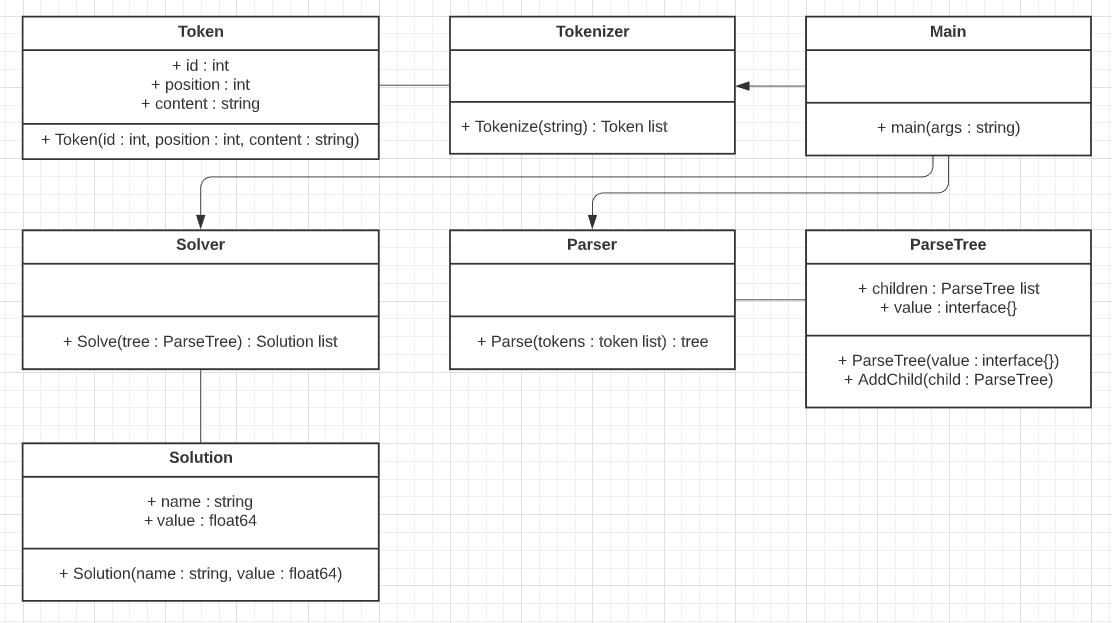 Token
+ id : int
+ position : int
+ content : string
+ Token(id : int, position : int, content : string)
Tokenizer
+ Tokenize(string) : Token list
Main
+ main(args : string)
Solver
+ Solve(tree : ParseTree) : Solution list
Parser
+ Parse(tokens : token list) : tree
ParseTree
+ children : ParseTree list
+ value : interface{}
+ ParseTree(value : interface{})
+ AddChild(child : ParseTree)
Solution
+ name : string
+ value : float64
+ Solution(name : string, value : float64)